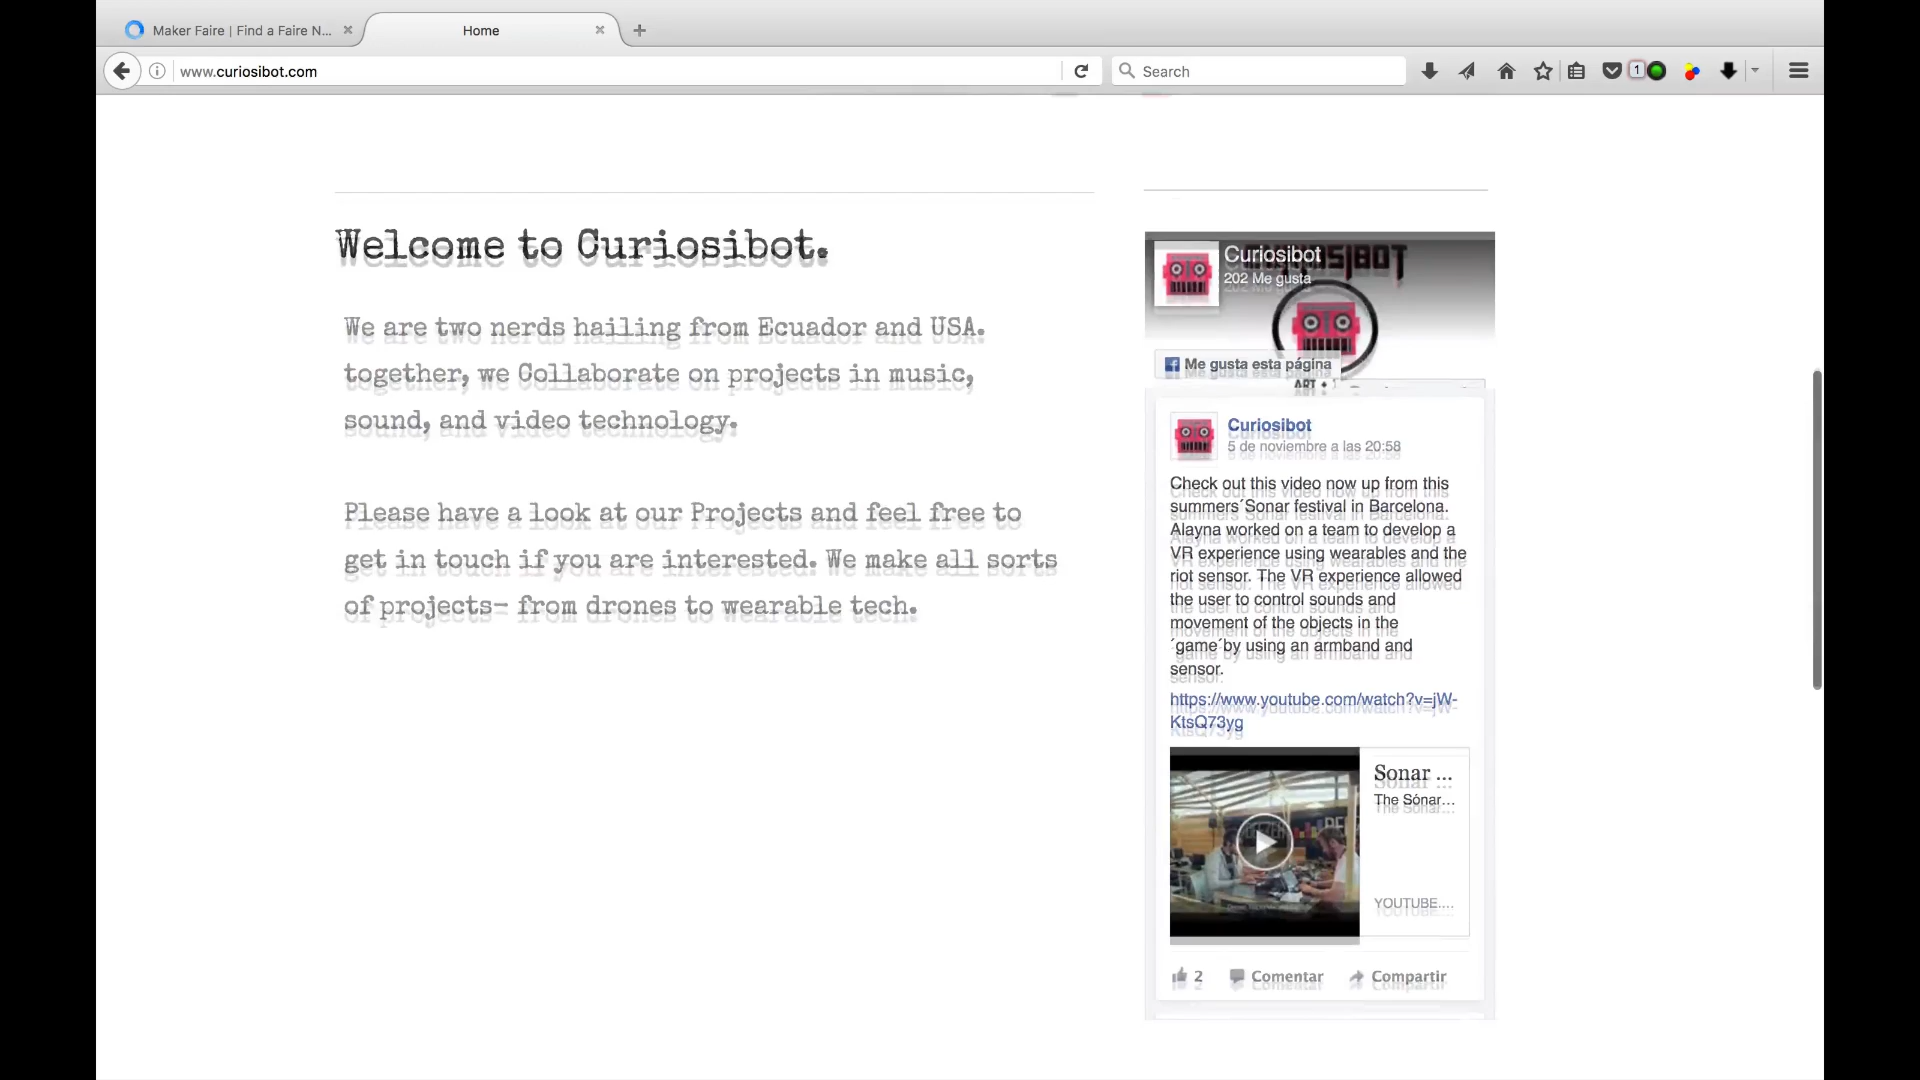 Maker Faire | Find a Faire N...
Home
www.curiosibot.com
Search
1
Welcome to Curiosibot.
We are two nerds hailing from Ecuador and USA.
together, we Collaborate on projects in music,
sound, and video technology.
Please have a look at our Projects and feel free to
get in touch if you are interested. We make all sorts
of projects- from drones to wearable tech.
CURIOSIBOT
Curiosibot
202 Me gusta
Me gusta esta página
ART +
Curiosibot
5 de noviembre a las 20:58
Check out this video now up from this
summers´Sonar festival in Barcelona.
Alayna worked on a team to develop a
VR experience using wearables and the
riot sensor. The VR experience allowed
the user to control sounds and
movement of the objects in the
´game´by using an armband and
sensor.
https://www.youtube.com/watch?v=jW-
KtsQ73yg
Sonar ...
The Sónar...
YOUTUBE....
2
Comentar
Compartir